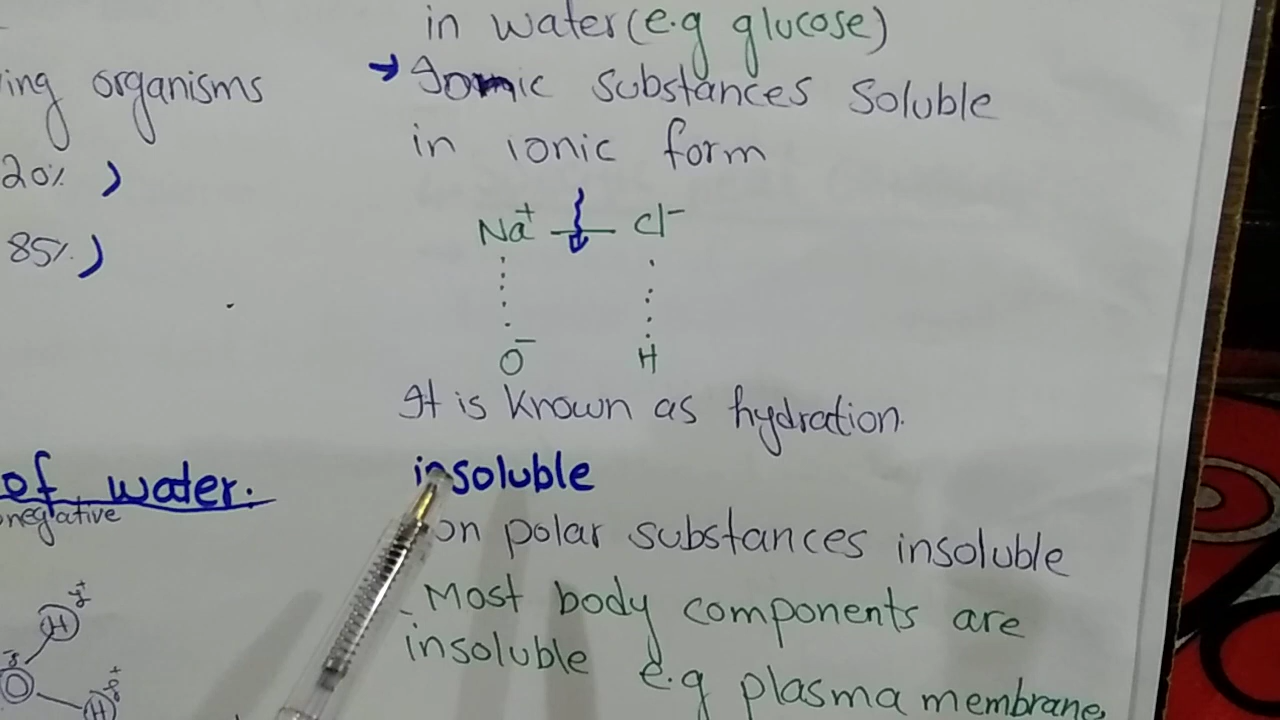 in water (e.g glucose)
→ Ionic substances soluble
in ionic form
Na⁺ — Cl⁻
O⁻ H
It is known as hydration.
insoluble
on polar substances insoluble
- Most body components are
insoluble e.g plasma membrane,
ing organisms
20% )
85% )
of water.
negative
H δ⁺
δ⁻ O
H δ⁺